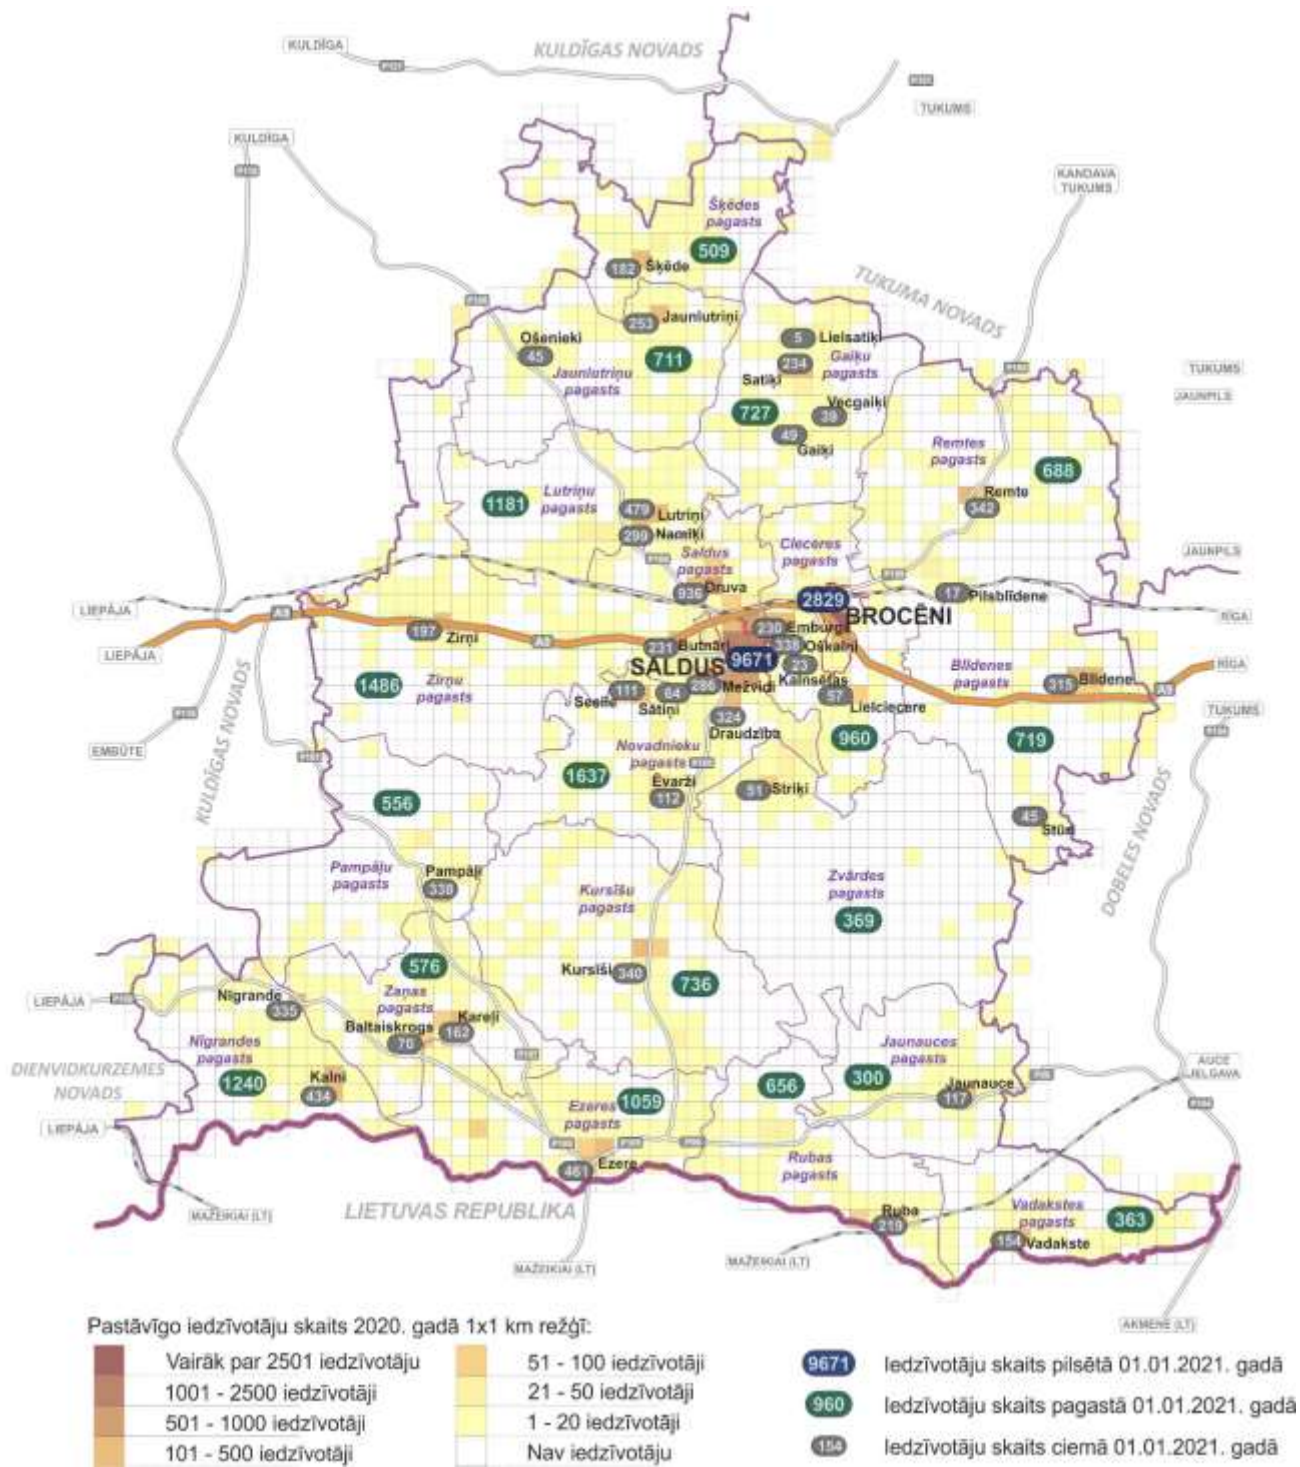 KULDĪGA
KULDĪGAS NOVADS
P121
TUKUMS
KULDĪGA
KANDAVA
TUKUMS
Šķēdes
pagasts
509
182
Šķēde
TUKUMA NOVADS
253
Jaunlutriņi
Ošenieki
45
711
Jaunlutriņu
pagasts
5
Lielsatiķi
234
Gaiķu
pagasts
Satiķi
727
Vecgaiķi
39
49
Gaiķi
TUKUMS
JAUNPILS
Remtes
pagasts
688
Remte
342
Lutriņu
pagasts
1181
479
Lutriņi
299
Namiķi
Saldus
pagasts
Cieceres
pagasts
936
Druva
2829
BROCĒNI
17
Pilsblīdene
JAUNPILS
RĪGA
LIEPĀJA
A9
LIEPĀJA
197
Zirņi
A9
230
Emburga
231
Butnāri
338
Oškalni
SALDUS
9671
23
Kalnsētas
RĪGA
1486
Zirņu
pagasts
111
Sesile
64
Sātiņi
286
Mežvidi
57
Lielciecere
Blīdenes
pagasts
315
Blīdene
A9
TUKUMS
324
Draudzība
960
719
EMBŪTE
KULDĪGAS NOVADS
Novadnieku
pagasts
1637
Ēvarži
112
51
Striķi
556
45
Stūri
DOBELES NOVADS
Pampāļu
pagasts
Pampāļi
338
Kursīšu
pagasts
Zvārdes
pagasts
369
576
Kursīši
340
736
LIEPĀJA
Nīgrande
335
Zaņas
pagasts
Kareļi
162
Baltaiskrogs
70
Nīgrandes
pagasts
1240
DIENVIDKURZEMES
NOVADS
Kalni
434
Jaunauces
pagasts
300
656
Jaunauce
117
AUCE
JELGAVA
1059
Ezeres
pagasts
LIEPĀJA
461
Ezere
Rubas
pagasts
MAŽEIKIAI (LT)
LIETUVAS REPUBLIKA
Ruba
219
Vadakstes
pagasts
363
154
Vadakste
MAŽEIKIAI (LT)
MAŽEIKIAI (LT)
AKMENE (LT)
Pastāvīgo iedzīvotāju skaits 2020. gadā 1x1 km režģī:
Vairāk par 2501 iedzīvotāju
1001 - 2500 iedzīvotāji
501 - 1000 iedzīvotāji
101 - 500 iedzīvotāji
51 - 100 iedzīvotāji
21 - 50 iedzīvotāji
1 - 20 iedzīvotāji
Nav iedzīvotāju
9671 Iedzīvotāju skaits pilsētā 01.01.2021. gadā
960 Iedzīvotāju skaits pagastā 01.01.2021. gadā
154 Iedzīvotāju skaits ciemā 01.01.2021. gadā